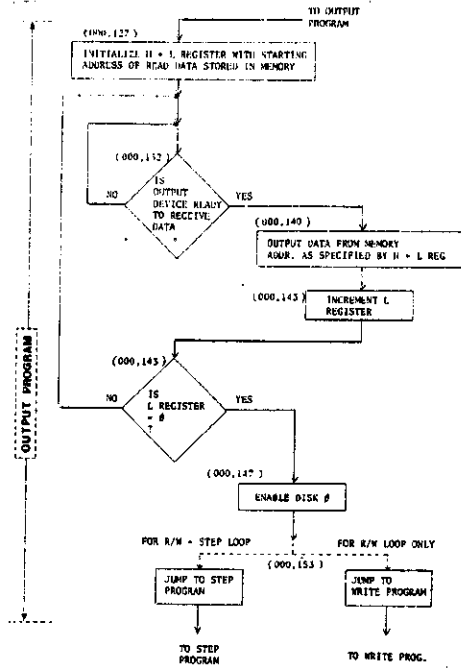 TO OUTPUT
PROGRAM
(000,127)
INITIALIZE H + L REGISTER WITH STARTING
ADDRESS OF READ DATA STORED IN MEMORY
(000,132)
IS
OUTPUT
DEVICE READY
TO RECEIVE
DATA
NO
YES
(000,140)
OUTPUT DATA FROM MEMORY
ADDR. AS SPECIFIED BY H + L REG
(000,143)
INCREMENT L
REGISTER
(000,143)
IS
L REGISTER
= Ø
?
NO
YES
(000,147)
ENABLE DISK Ø
FOR R/W + STEP LOOP
FOR R/W LOOP ONLY
(000,153)
JUMP TO STEP
PROGRAM
JUMP TO
WRITE PROGRAM
TO STEP
PROGRAM
TO WRITE PROG.
OUTPUT PROGRAM